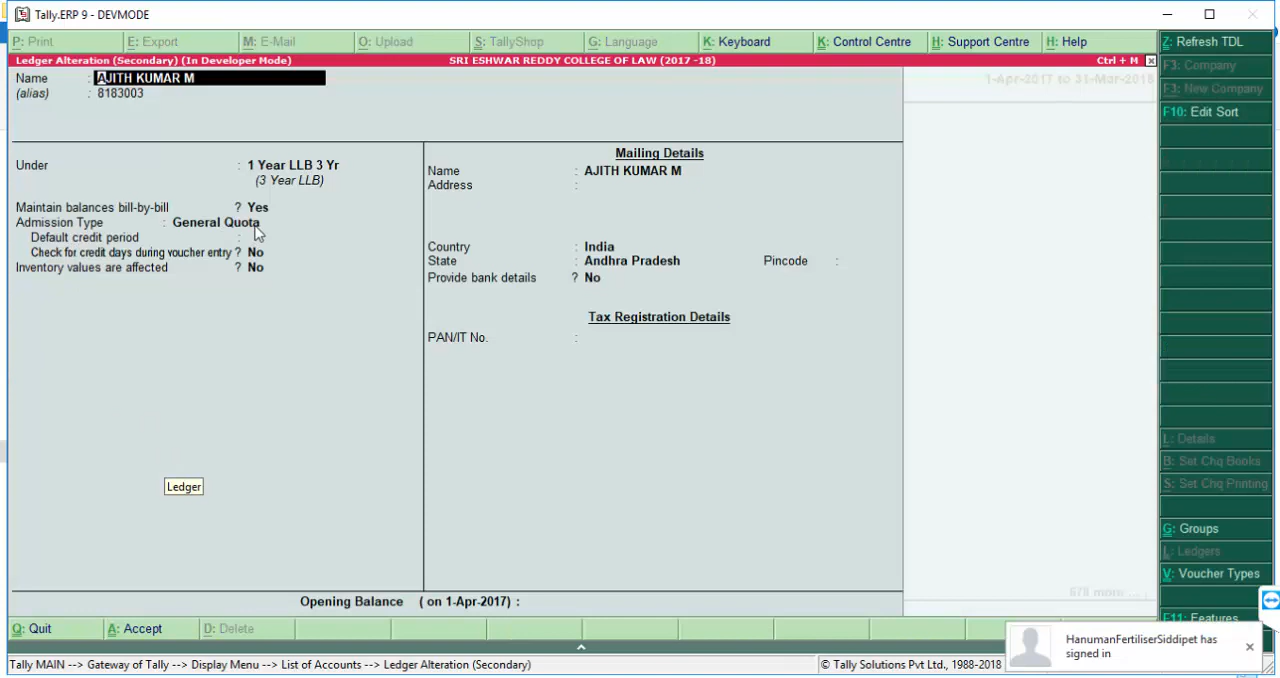 Tally.ERP 9 - DEVMODE
P: Print E: Export M: E-Mail O: Upload S: TallyShop G: Language K: Keyboard K: Control Centre H: Support Centre H: Help
Z: Refresh TDL
Ledger Alteration (Secondary) (In Developer Mode) SRI ESHWAR REDDY COLLEGE OF LAW (2017 -18) Ctrl + M
F3: Company
Name : AJITH KUMAR M
1-Apr-2017 to 31-Mar-2018
F3: New Company
(alias) : 8183003
F10: Edit Sort
Under : 1 Year LLB 3 Yr
(3 Year LLB)
Maintain balances bill-by-bill ? Yes
Admission Type : General Quota
Default credit period :
Check for credit days during voucher entry ? No
Inventory values are affected ? No
Mailing Details
Name : AJITH KUMAR M
Address :
Country : India
State : Andhra Pradesh Pincode :
Provide bank details ? No
Tax Registration Details
PAN/IT No. :
Ledger
L: Details
B: Set Chq Books
S: Set Chq Printing
G: Groups
L: Ledgers
V: Voucher Types
678 more ...
Opening Balance ( on 1-Apr-2017) :
F11: Features
Q: Quit A: Accept D: Delete
HanumanFertiliserSiddipet has
signed in
Tally MAIN --> Gateway of Tally --> Display Menu --> List of Accounts --> Ledger Alteration (Secondary) © Tally Solutions Pvt Ltd., 1988-2018